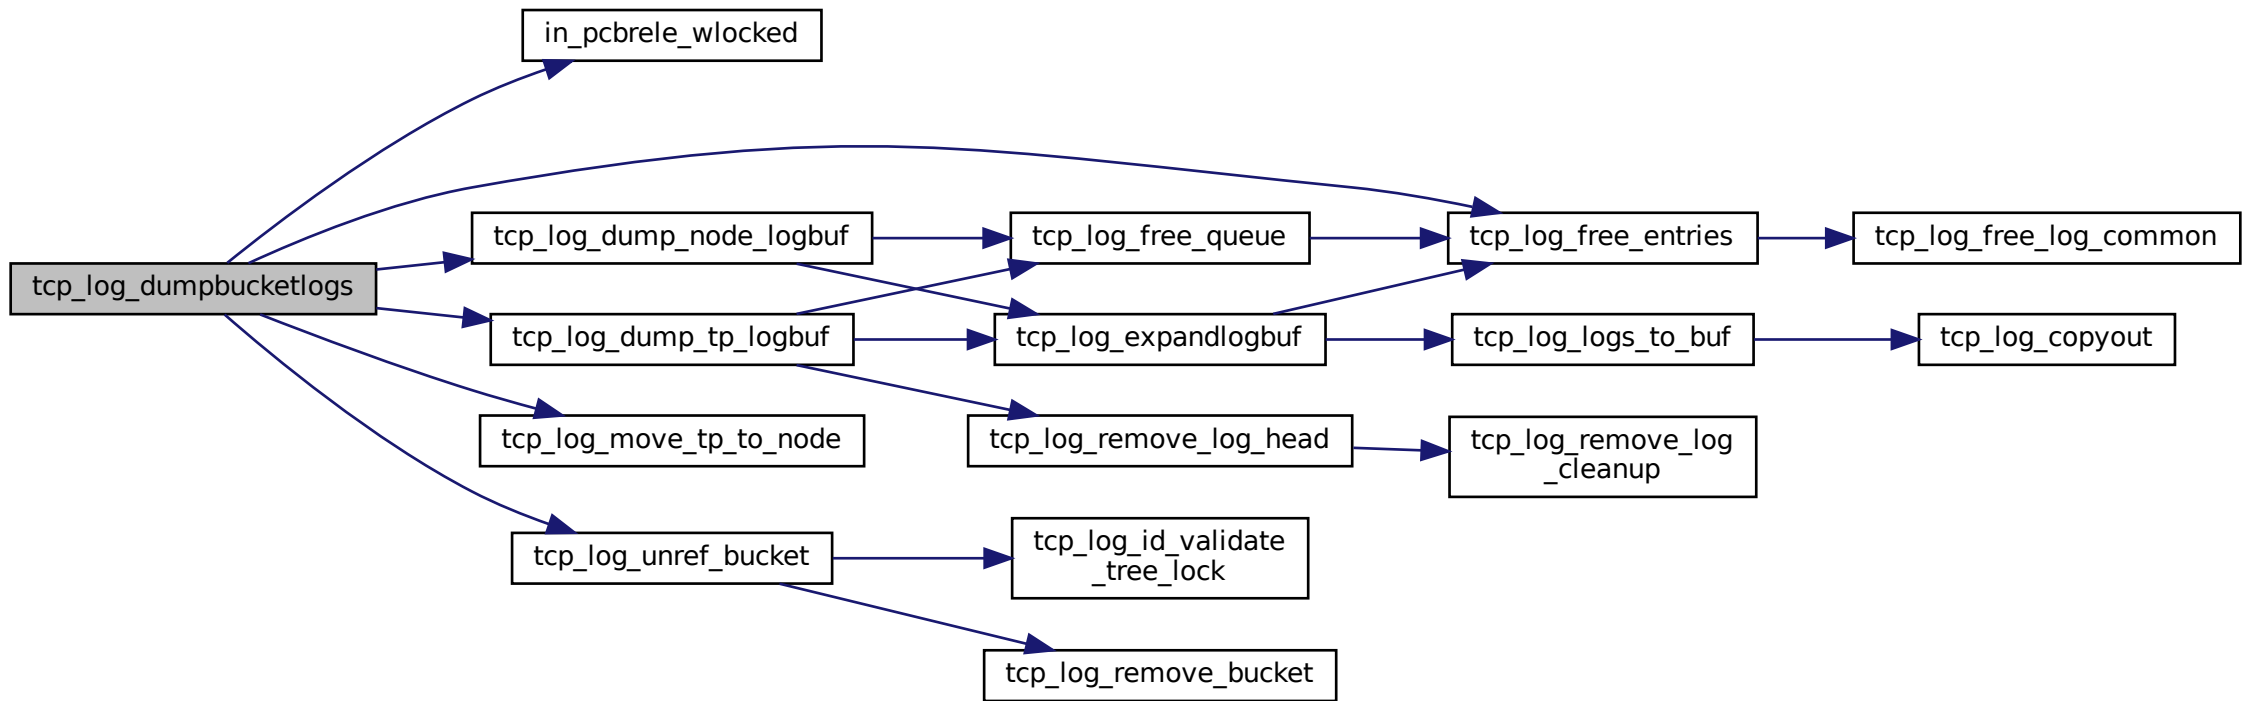 in_pcbrele_wlocked
tcp_log_dump_node_logbuf
tcp_log_free_queue
tcp_log_free_entries
tcp_log_free_log_common
tcp_log_dumpbucketlogs
tcp_log_dump_tp_logbuf
tcp_log_expandlogbuf
tcp_log_logs_to_buf
tcp_log_copyout
tcp_log_move_tp_to_node
tcp_log_remove_log_head
tcp_log_remove_log
_cleanup
tcp_log_unref_bucket
tcp_log_id_validate
_tree_lock
tcp_log_remove_bucket